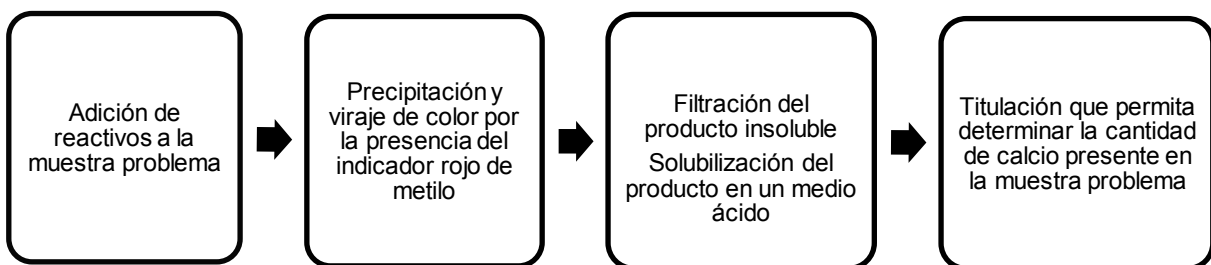 Adición de
reactivos a la
muestra problema
Precipitación y
viraje de color por
la presencia del
indicador rojo de
metilo
Filtración del
producto insoluble
Solubilización del
producto en un medio
ácido
Titulación que permita
determinar la cantidad
de calcio presente en
la muestra problema